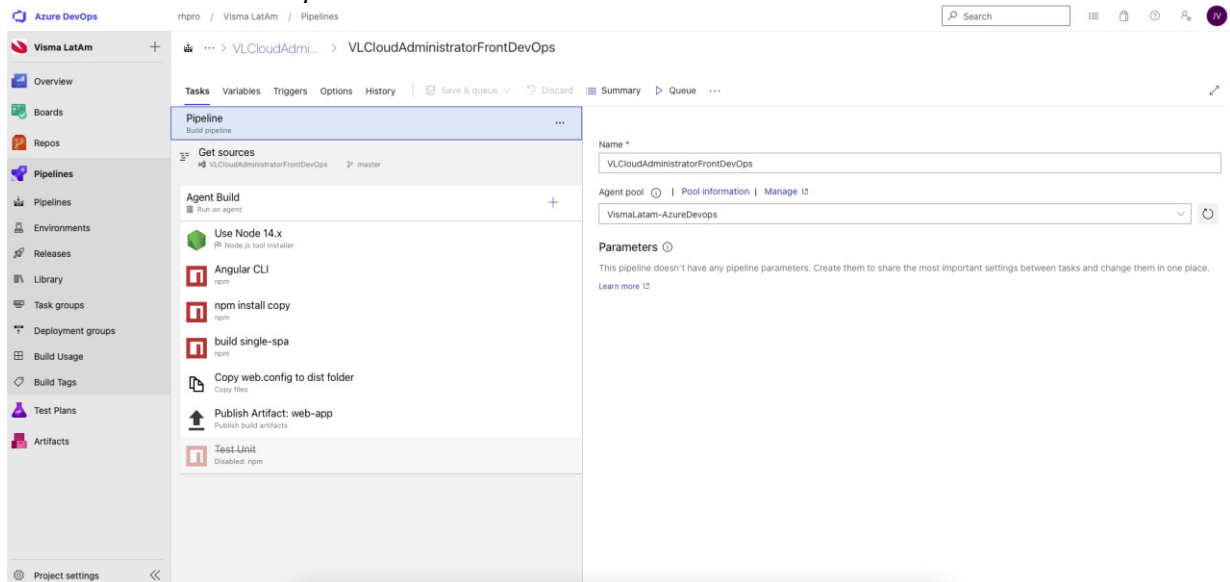 Azure DevOps
rhpro / Visma LatAm / Pipelines
Search
JV
Visma LatAm
... > VLCloudAdmi... > VLCloudAdministratorFrontDevOps
Overview
Boards
Repos
Pipelines
Pipelines
Environments
Releases
Library
Task groups
Deployment groups
Build Usage
Build Tags
Test Plans
Artifacts
Project settings
Tasks Variables Triggers Options History Save & queue Discard Summary Queue ...
Pipeline
Build pipeline
...
Get sources
VLCloudAdministratorFrontDevOps master
Agent Build
Run on agent
Use Node 14.x
Node.js tool installer
Angular CLI
npm
npm install copy
npm
build single-spa
npm
Copy web.config to dist folder
Copy files
Publish Artifact: web-app
Publish build artifacts
Test Unit
Disabled: npm
Name *
VLCloudAdministratorFrontDevOps
Agent pool | Pool information | Manage
VismaLatam-AzureDevops
Parameters
This pipeline doesn't have any pipeline parameters. Create them to share the most important settings between tasks and change them in one place.
Learn more